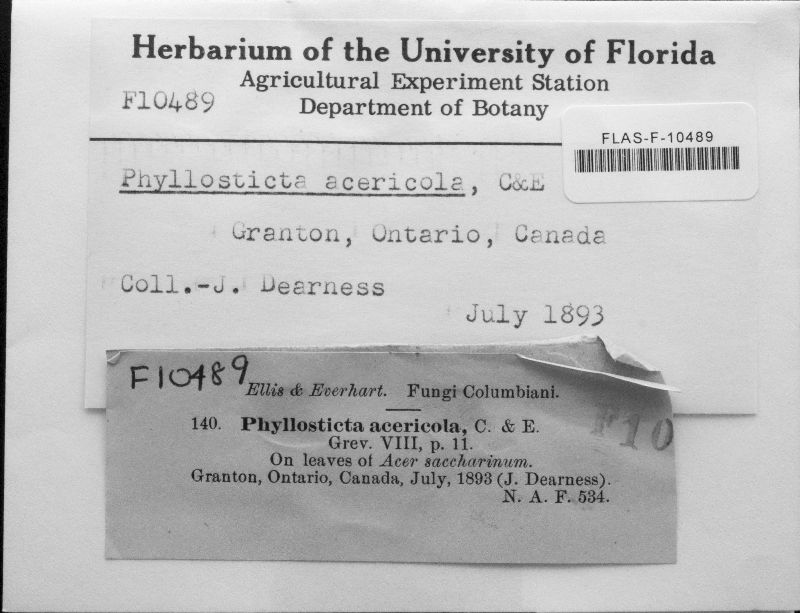 Herbarium of the University of Florida
Agricultural Experiment Station
F10489
Department of Botany
FLAS-F-10489
Phyllosticta acericola, C&E
Granton, Ontario, Canada
Coll.-J. Dearness
July 1893
F10489
Ellis & Everhart. Fungi Columbiani.
140. Phyllosticta acericola, C. & E.
Grev. VIII, p. 11.
F10
On leaves of Acer saccharinum.
Granton, Ontario, Canada, July, 1893 (J. Dearness).
N. A. F. 534.